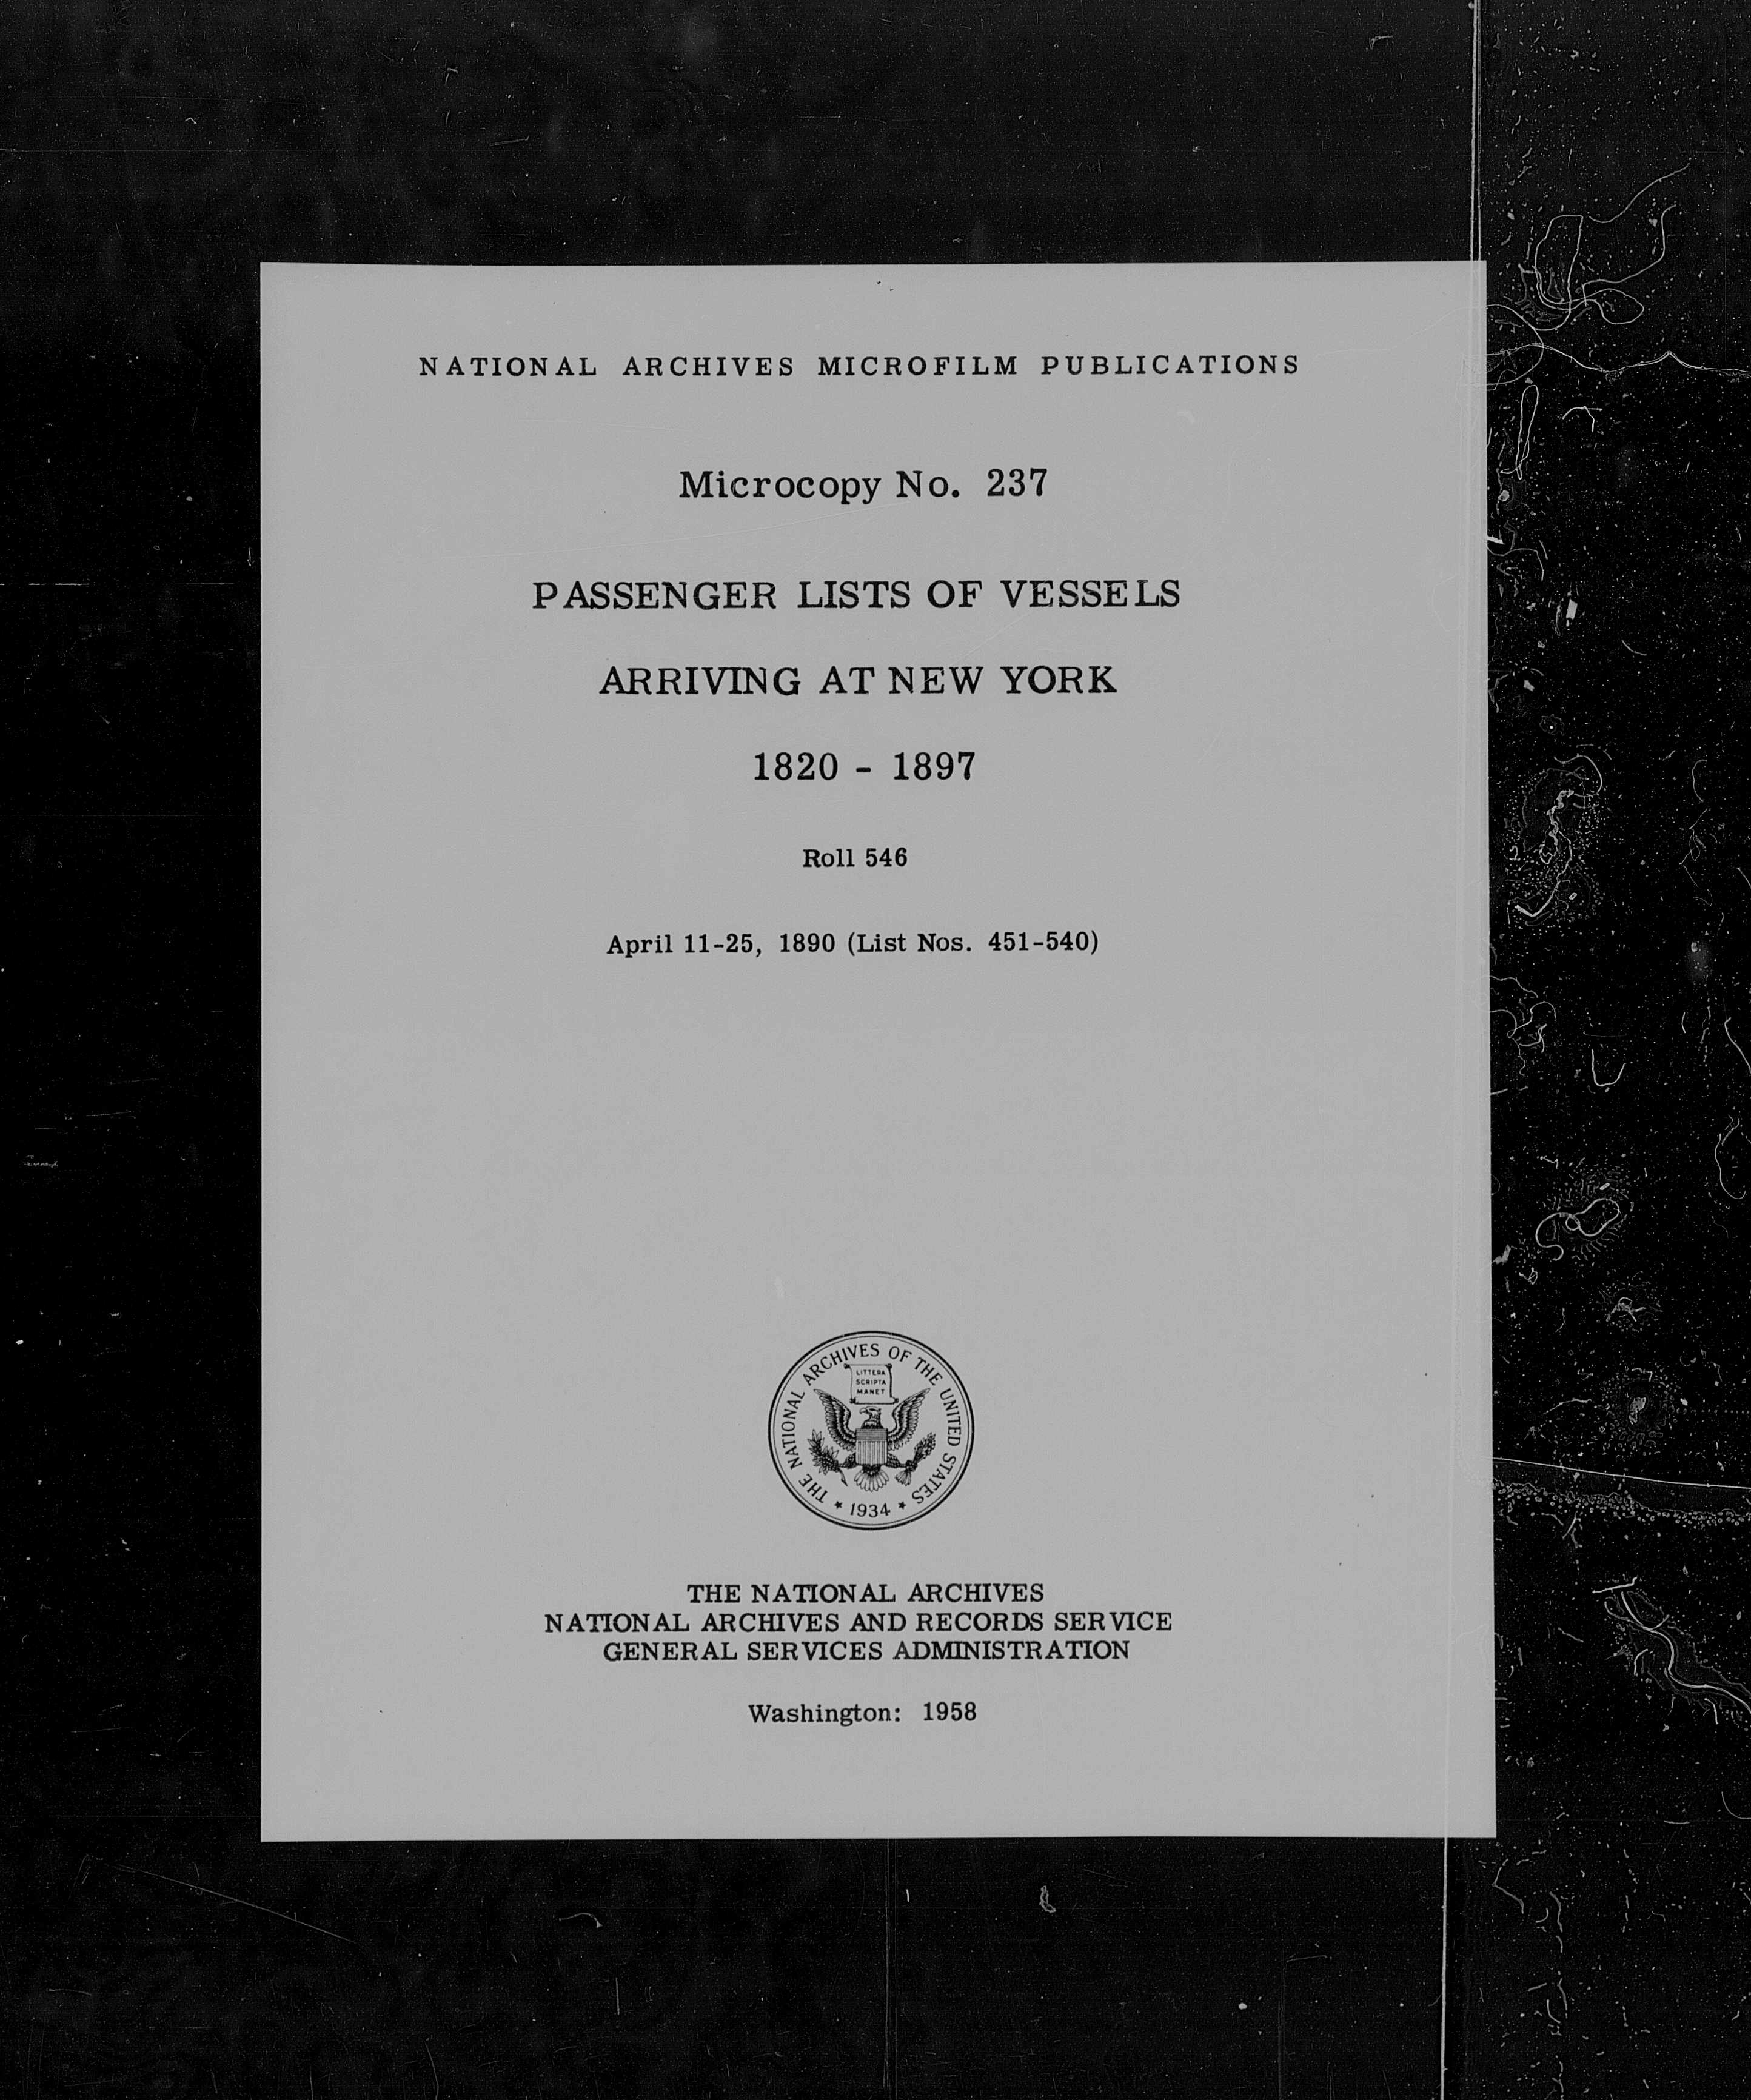 NATIONAL ARCHIVES MICROFILM PUBLICATIONS
Microcopy No. 237
PASSENGER LISTS OF VESSELS
ARRIVING AT NEW YORK
1820 - 1897
Roll 546
April 11-25, 1890 (List Nos. 451-540)
THE NATIONAL ARCHIVES OF THE UNITED STATES
LITTERA
SCRIPTA
MANET
★ 1934 ★
THE NATIONAL ARCHIVES
NATIONAL ARCHIVES AND RECORDS SERVICE
GENERAL SERVICES ADMINISTRATION
Washington: 1958